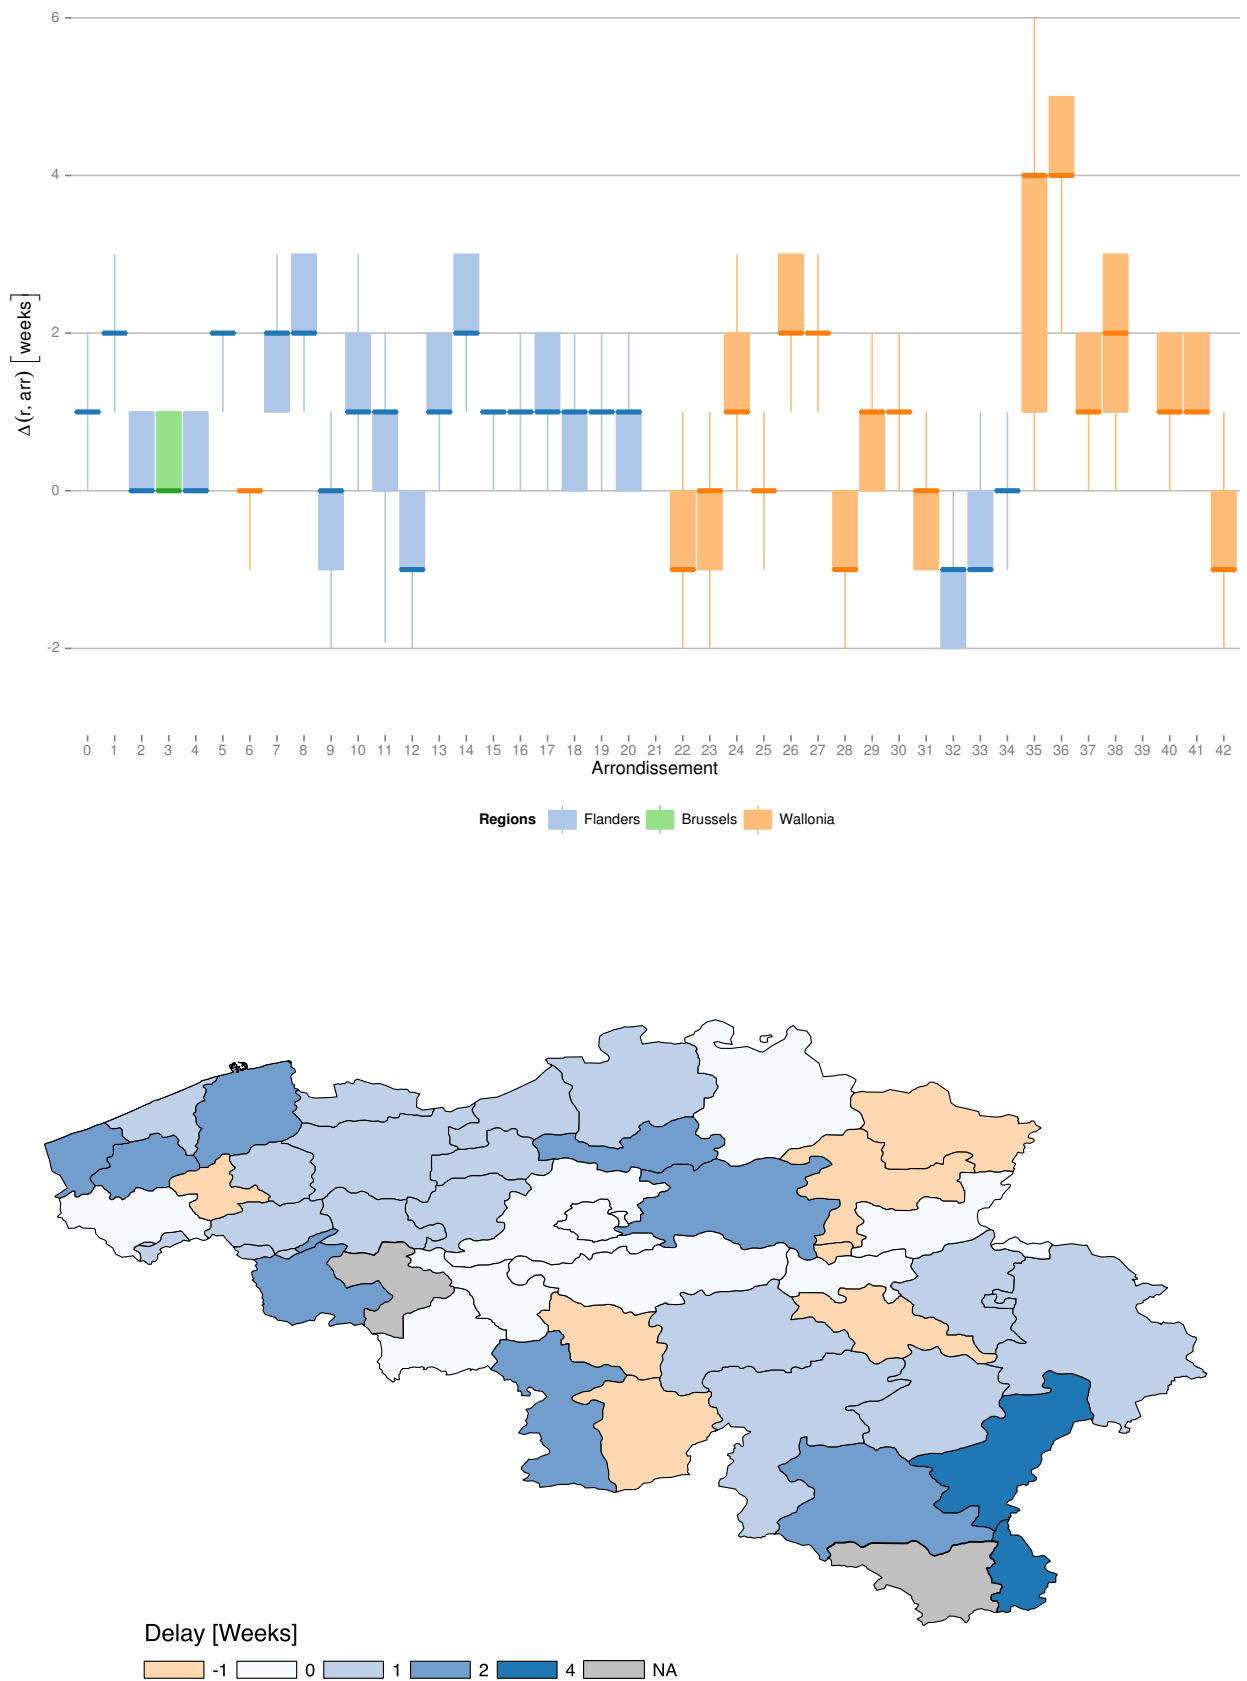 6
4
2
0
-2
Δ(r, arr) [weeks]
0 1 2 3 4 5 6 7 8 9 10 11 12 13 14 15 16 17 18 19 20 21 22 23 24 25 26 27 28 29 30 31 32 33 34 35 36 37 38 39 40 41 42
Arrondissement
Regions Flanders Brussels Wallonia
Delay [Weeks]
-1 0 1 2 4 NA